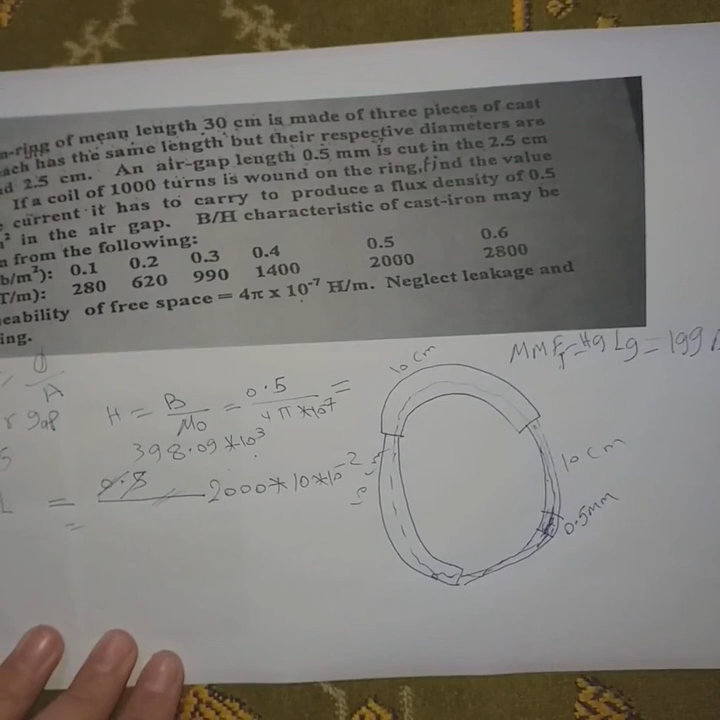 -ring of mean length 30 cm is made of three pieces of cast
ach has the same length but their respective diameters are
d 2.5 cm. An air-gap length 0.5 mm is cut in the 2.5 cm
If a coil of 1000 turns is wound on the ring, find the value
current it has to carry to produce a flux density of 0.5
² in the air gap. B/H characteristic of cast-iron may be
n from the following:
b/m²): 0.1 0.2 0.3 0.4 0.5 0.6
T/m): 280 620 990 1400 2000 2800
eability of free space = 4π x 10⁻⁷ H/m. Neglect leakage and
ing.
MMF = Hg Lg = 199
= Φ/A
r gap
H = B/Mo = 0.5/4π*10⁷ =
398.09*10³
L = 2000*10*10⁻²
=
10 cm
10 cm
0.5mm